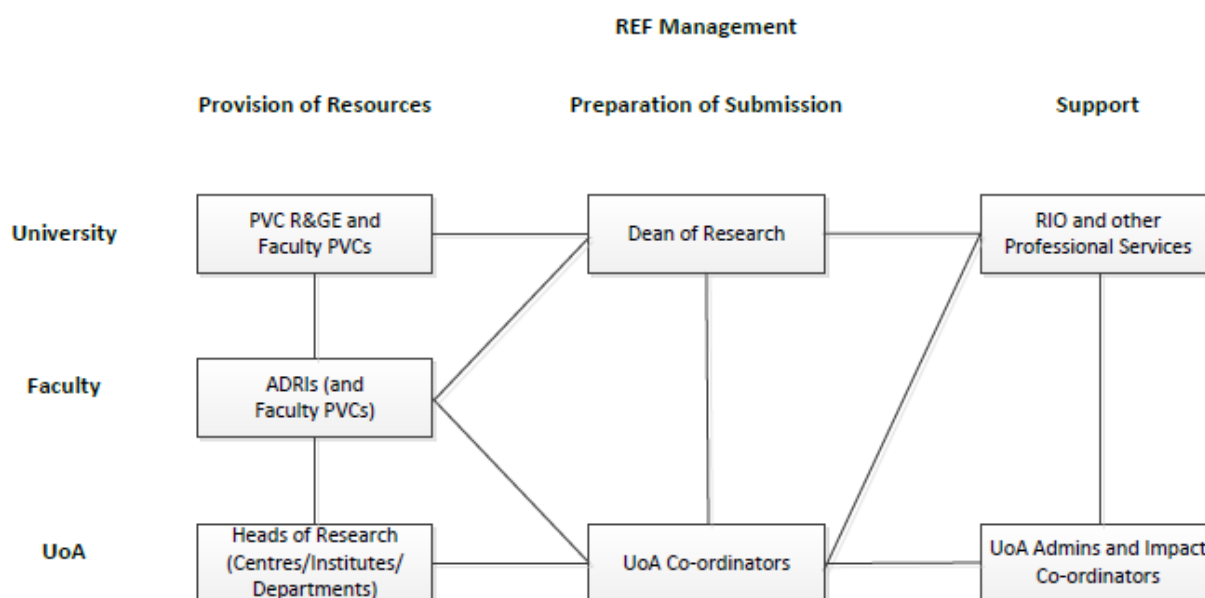 REF Management
Provision of Resources
Preparation of Submission
Support
University
PVC R&GE and
Faculty PVCs
Dean of Research
RIO and other
Professional Services
Faculty
ADRIs (and
Faculty PVCs)
UoA
Heads of Research
(Centres/Institutes/
Departments)
UoA Co-ordinators
UoA Admins and Impact
Co-ordinators